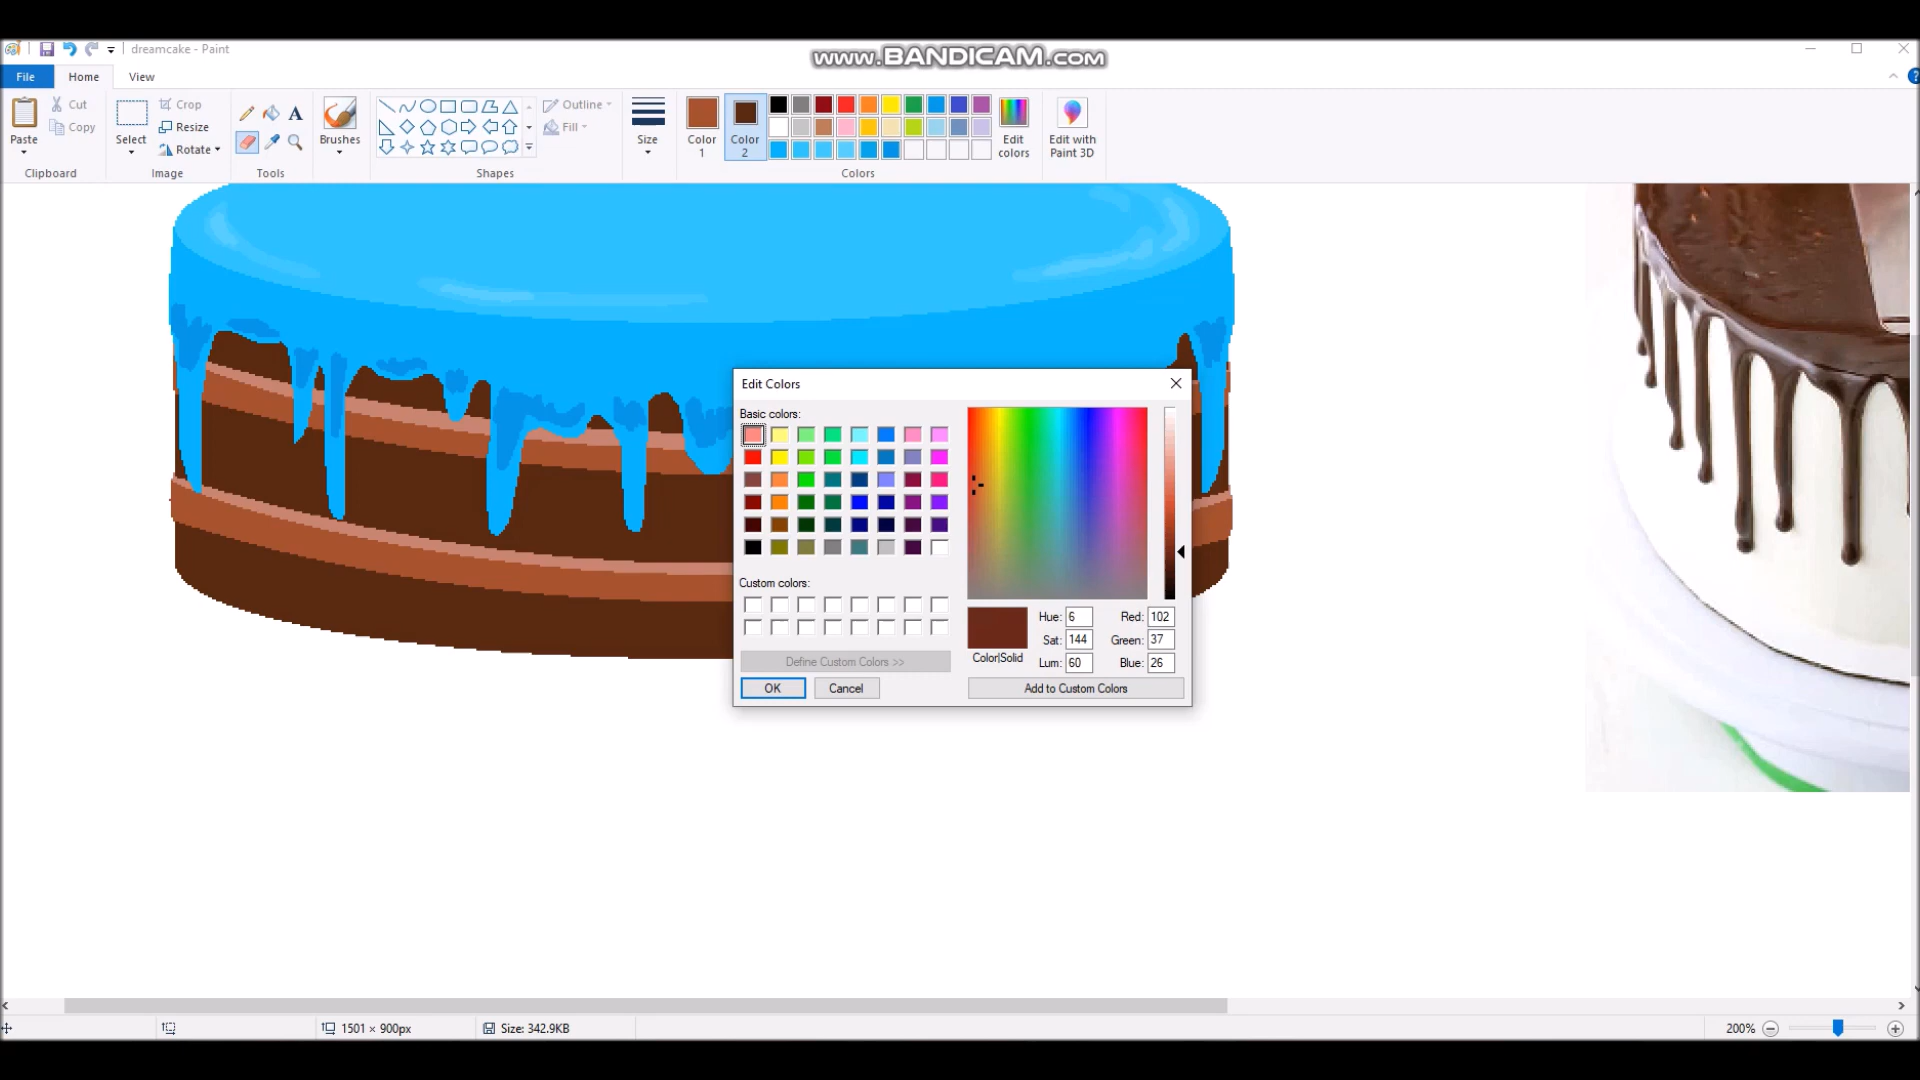 dreamcake - Paint
www.BANDICAM.com
File
Home
View
Paste
Cut
Copy
Clipboard
Select
Crop
Resize
Rotate
Image
A
Tools
Brushes
Shapes
Outline
Fill
Size
Color
1
Color
2
Edit
colors
Colors
Edit with
Paint 3D
?
Edit Colors
Basic colors:
Custom colors:
Define Custom Colors >>
OK
Cancel
Color|Solid
Hue: 6
Sat: 144
Lum: 60
Red: 102
Green: 37
Blue: 26
Add to Custom Colors
1501 × 900px
Size: 342.9KB
200%